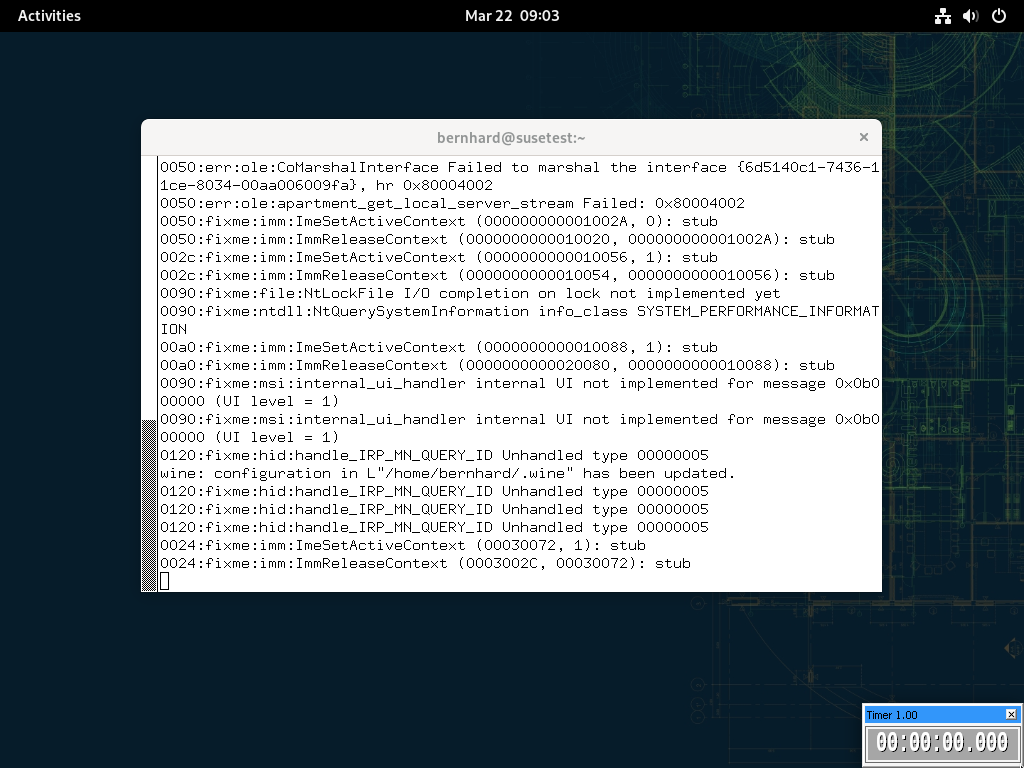 Activities
Mar 22 09:03
bernhard@susetest:~
0050:err:ole:CoMarshalInterface Failed to marshal the interface {6d5140c1-7436-1
1ce-8034-00aa006009fa}, hr 0x80004002
0050:err:ole:apartment_get_local_server_stream Failed: 0x80004002
0050:fixme:imm:ImeSetActiveContext (000000000001002A, 0): stub
0050:fixme:imm:ImmReleaseContext (0000000000010020, 000000000001002A): stub
002c:fixme:imm:ImeSetActiveContext (0000000000010056, 1): stub
002c:fixme:imm:ImmReleaseContext (0000000000010054, 0000000000010056): stub
0090:fixme:file:NtLockFile I/O completion on lock not implemented yet
0090:fixme:ntdll:NtQuerySystemInformation info_class SYSTEM_PERFORMANCE_INFORMAT
ION
00a0:fixme:imm:ImeSetActiveContext (0000000000010088, 1): stub
00a0:fixme:imm:ImmReleaseContext (0000000000020080, 0000000000010088): stub
0090:fixme:msi:internal_ui_handler internal UI not implemented for message 0x0b0
00000 (UI level = 1)
0090:fixme:msi:internal_ui_handler internal UI not implemented for message 0x0b0
00000 (UI level = 1)
0120:fixme:hid:handle_IRP_MN_QUERY_ID Unhandled type 00000005
wine: configuration in L"/home/bernhard/.wine" has been updated.
0120:fixme:hid:handle_IRP_MN_QUERY_ID Unhandled type 00000005
0120:fixme:hid:handle_IRP_MN_QUERY_ID Unhandled type 00000005
0120:fixme:hid:handle_IRP_MN_QUERY_ID Unhandled type 00000005
0024:fixme:imm:ImeSetActiveContext (00030072, 1): stub
0024:fixme:imm:ImmReleaseContext (0003002C, 00030072): stub
Timer 1.00
00:00:00.000